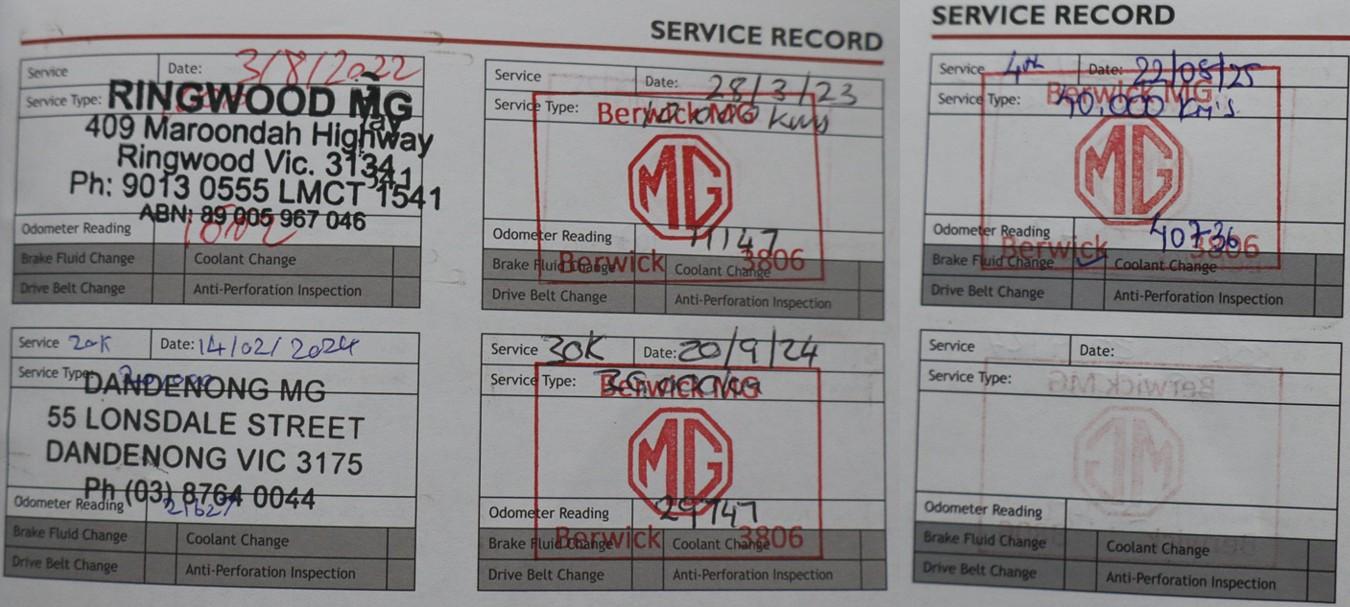 SERVICE RECORD
Service Date: 3/8/2022
Service Type:
RINGWOOD MG
409 Maroondah Highway
Ringwood Vic. 3134
Ph: 9013 0555 LMCT 1541
ABN: 89 005 967 046
Odometer Reading
Brake Fluid Change Coolant Change
Drive Belt Change Anti-Perforation Inspection
Service Date: 28/3/23
Service Type: Kms
Berwick MG
MG
Odometer Reading 11147
Berwick 3806
Brake Fluid Change Coolant Change
Drive Belt Change Anti-Perforation Inspection
Service 20K Date: 14/02/2024
Service Type:
DANDENONG MG
55 LONSDALE STREET
DANDENONG VIC 3175
Ph (03) 8764 0044
Odometer Reading 21627
Brake Fluid Change Coolant Change
Drive Belt Change Anti-Perforation Inspection
Service 30K Date: 20/9/24
Service Type:
Berwick MG
MG
Odometer Reading 29747
Berwick 3806
Brake Fluid Change Coolant Change
Drive Belt Change Anti-Perforation Inspection
SERVICE RECORD
Service 4th Date: 22/08/25
Service Type: 40,000 Km's
Berwick MG
MG
Odometer Reading 40736
Berwick 3806
Brake Fluid Change Coolant Change
Drive Belt Change Anti-Perforation Inspection
Service Date:
Service Type:
Berwick MG
MG
Odometer Reading
Brake Fluid Change Coolant Change
Drive Belt Change Anti-Perforation Inspection